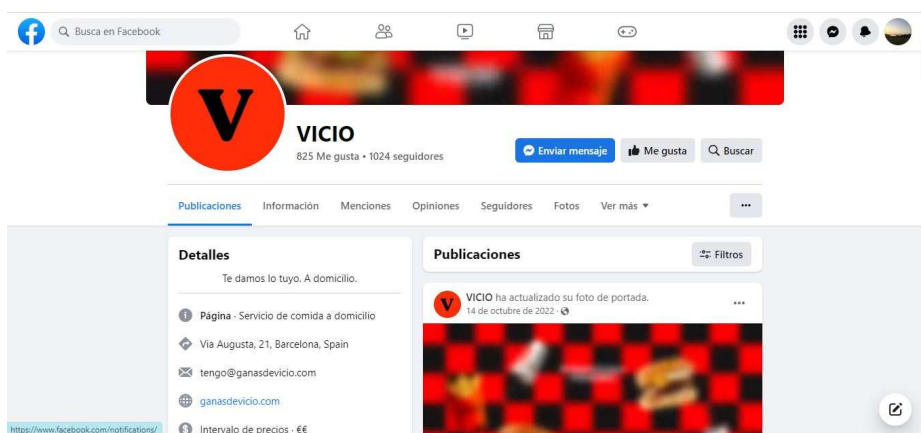 Busca en Facebook
V
VICIO
825 Me gusta • 1024 seguidores
Enviar mensaje
Me gusta
Buscar
Publicaciones
Información
Menciones
Opiniones
Seguidores
Fotos
Ver más
Detalles
Te damos lo tuyo. A domicilio.
Página · Servicio de comida a domicilio
Via Augusta, 21, Barcelona, Spain
tengo@ganasdevicio.com
ganasdevicio.com
Intervalo de precios · €€
Publicaciones
Filtros
V
VICIO ha actualizado su foto de portada.
14 de octubre de 2022 ·
https://www.facebook.com/notifications/